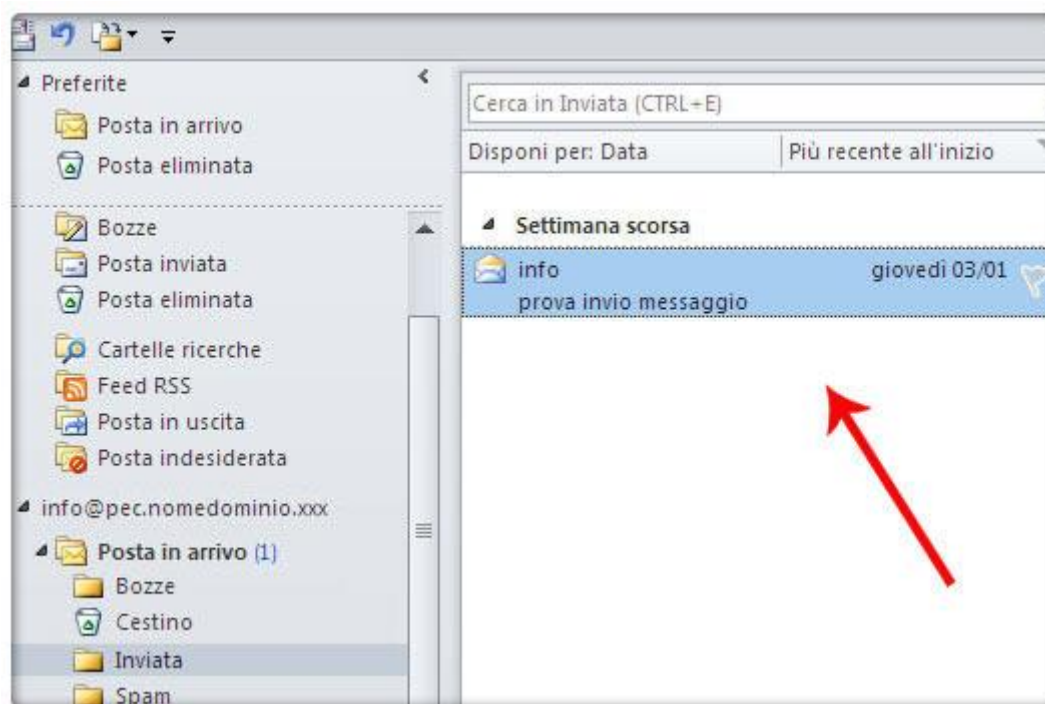 Preferite
Posta in arrivo
Posta eliminata
Bozze
Posta inviata
Posta eliminata
Cartelle ricerche
Feed RSS
Posta in uscita
Posta indesiderata
info@pec.nomedominio.xxx
Posta in arrivo (1)
Bozze
Cestino
Inviata
Spam
Cerca in Inviata (CTRL+E)
Disponi per: Data
Più recente all'inizio
Settimana scorsa
info giovedì 03/01
prova invio messaggio